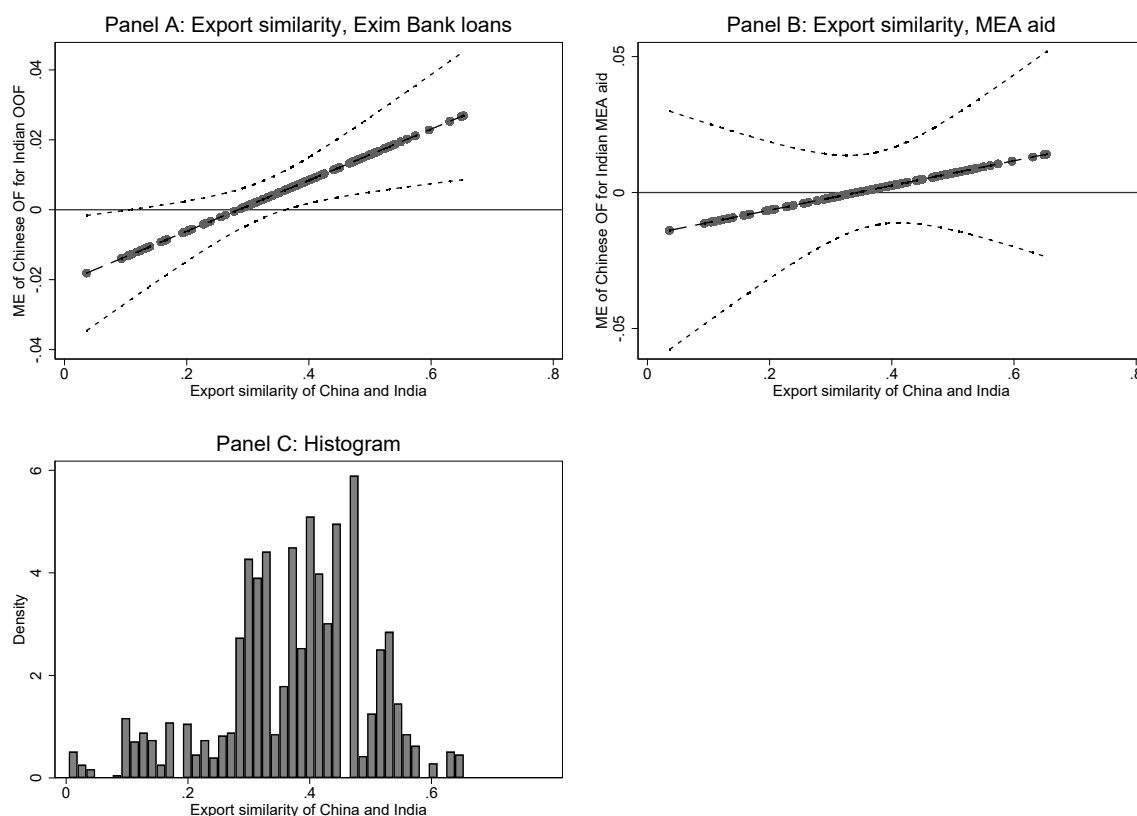 Panel A: Export similarity, Exim Bank loans
ME of Chinese OF for Indian OOF
.04
.02
0
-.02
-.04
0 .2 .4 .6 .8
Export similarity of China and India
Panel B: Export similarity, MEA aid
ME of Chinese OF for Indian MEA aid
.05
0
-.05
0 .2 .4 .6 .8
Export similarity of China and India
Panel C: Histogram
Density
6
4
2
0
0 .2 .4 .6
Export similarity of China and India